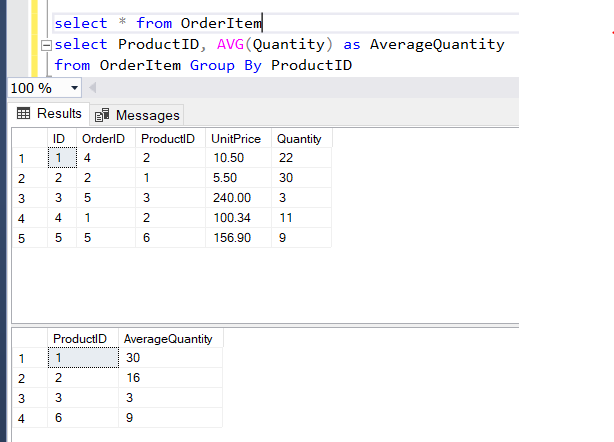 select * from OrderItem
select ProductID, AVG(Quantity) as AverageQuantity
from OrderItem Group By ProductID
100 %
Results Messages
ID OrderID ProductID UnitPrice Quantity
1 1 4 2 10.50 22
2 2 2 1 5.50 30
3 3 5 3 240.00 3
4 4 1 2 100.34 11
5 5 5 6 156.90 9
ProductID AverageQuantity
1 1 30
2 2 16
3 3 3
4 6 9